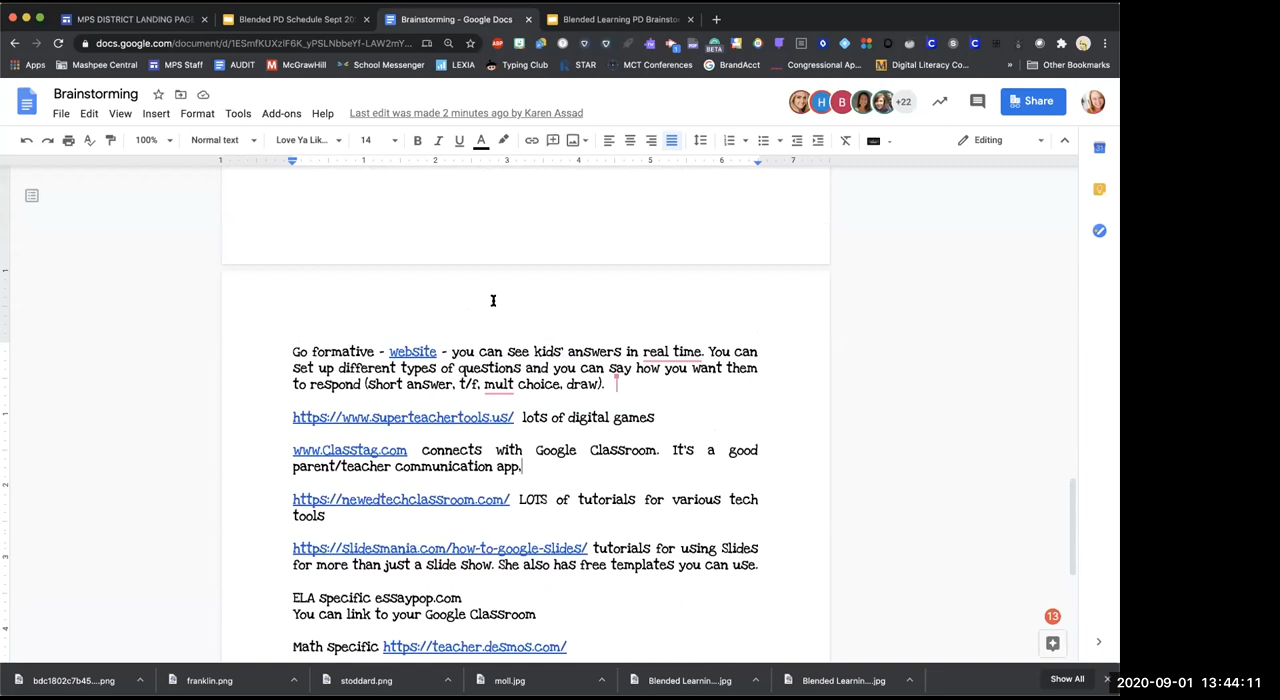 MPS DISTRICT LANDING PAG
Blended PD Schedule Sept 20
Brainstorming - Google Docs
Blended Learning PD Brainsto
docs.google.com/document/d/1ESmfKUXzIF6K_yPSLNbbeYf-LAW2mY...
Apps
Mashpee Central
MPS Staff
AUDIT
McGrawHill
School Messenger
LEXIA
Typing Club
STAR
MCT Conferences
BrandAcct
Congressional Ap...
Digital Literacy Co...
»
Other Bookmarks
Brainstorming
File Edit View Insert Format Tools Add-ons Help Last edit was made 2 minutes ago by Karen Assad
H B +22
Share
100% Normal text Love Ya Lik... 14 B I U A Editing
1 1 2 3 4 5 6 7
Go formative - website - you can see kids' answers in real time. You can
set up different types of questions and you can say how you want them
to respond (short answer, t/f, mult choice, draw).
https://www.superteachertools.us/ lots of digital games
www.Classtag.com connects with Google Classroom. It's a good
parent/teacher communication app.
https://newedtechclassroom.com/ LOTS of tutorials for various tech
tools
https://slidesmania.com/how-to-google-slides/ tutorials for using Slides
for more than just a slide show. She also has free templates you can use.
ELA specific essaypop.com
You can link to your Google Classroom
Math specific https://teacher.desmos.com/
13
bdc1802c7b45....png
franklin.png
stoddard.png
moll.jpg
Blended Learnin....jpg
Blended Learnin....jpg
Show All
2020-09-01 13:44:11